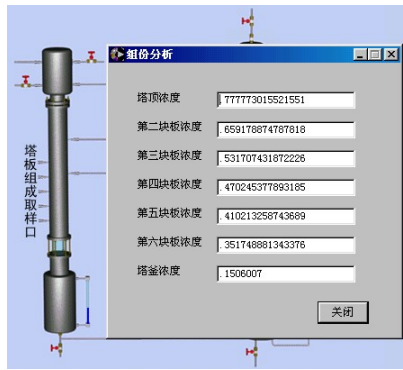 组份分析
塔顶浓度 .777773015521551
第二块板浓度 .659178874787818
第三块板浓度 .531707431872226
第四块板浓度 .470245377893185
第五块板浓度 .410213258743689
第六块板浓度 .351748881343376
塔釜浓度 .1506007
关闭
塔板组成取样口